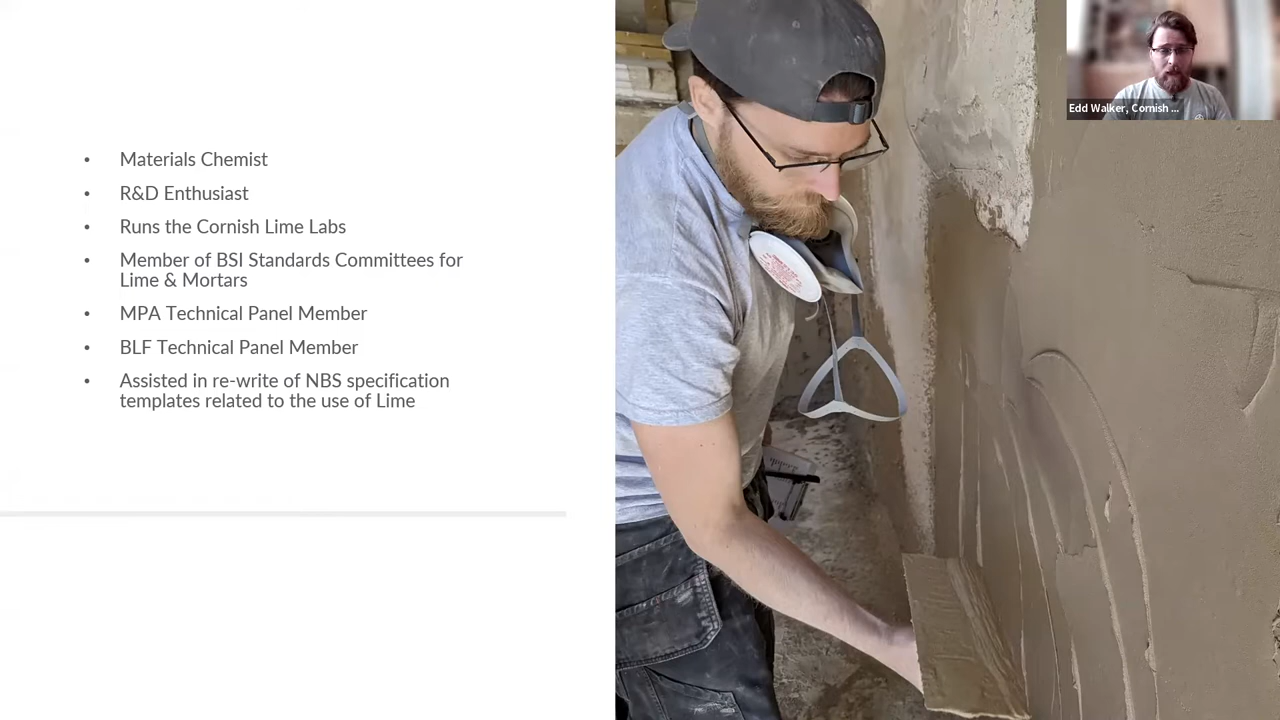 • Materials Chemist
• R&D Enthusiast
• Runs the Cornish Lime Labs
• Member of BSI Standards Committees for
Lime & Mortars
• MPA Technical Panel Member
• BLF Technical Panel Member
• Assisted in re-write of NBS specification
templates related to the use of Lime
Edd Walker, Cornish ...